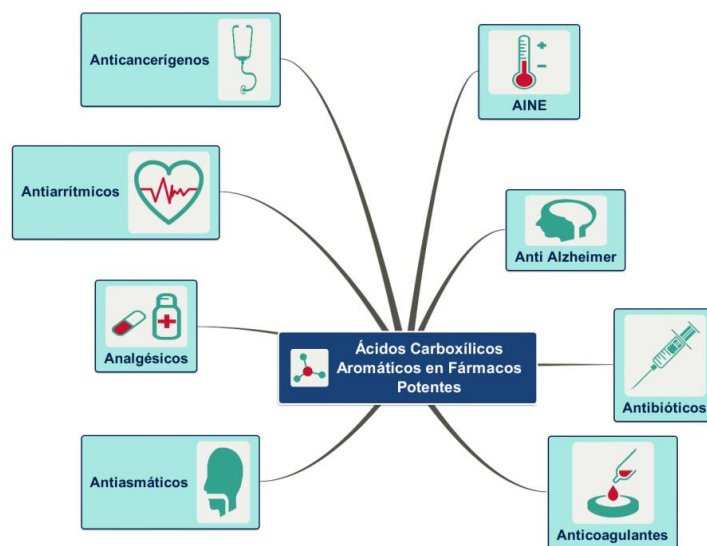 Anticancerígenos
AINE
Antiarrítmicos
Anti Alzheimer
Analgésicos
Ácidos Carboxílicos
Aromáticos en Fármacos
Potentes
Antibióticos
Antiasmáticos
Anticoagulantes